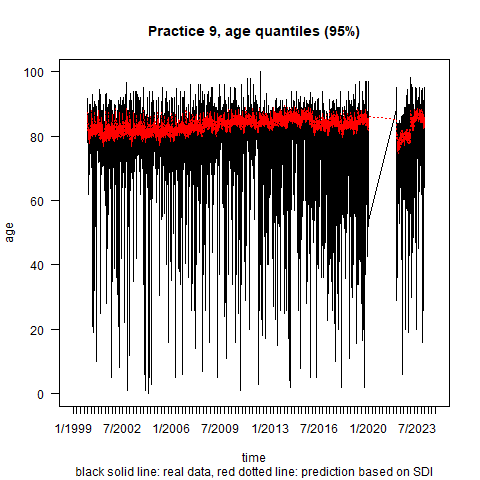 Practice 9, age quantiles (95%)
100
80
60
40
20
0
age
1/1999 7/2002 1/2006 7/2009 1/2013 7/2016 1/2020 7/2023
time
black solid line: real data, red dotted line: prediction based on SDI